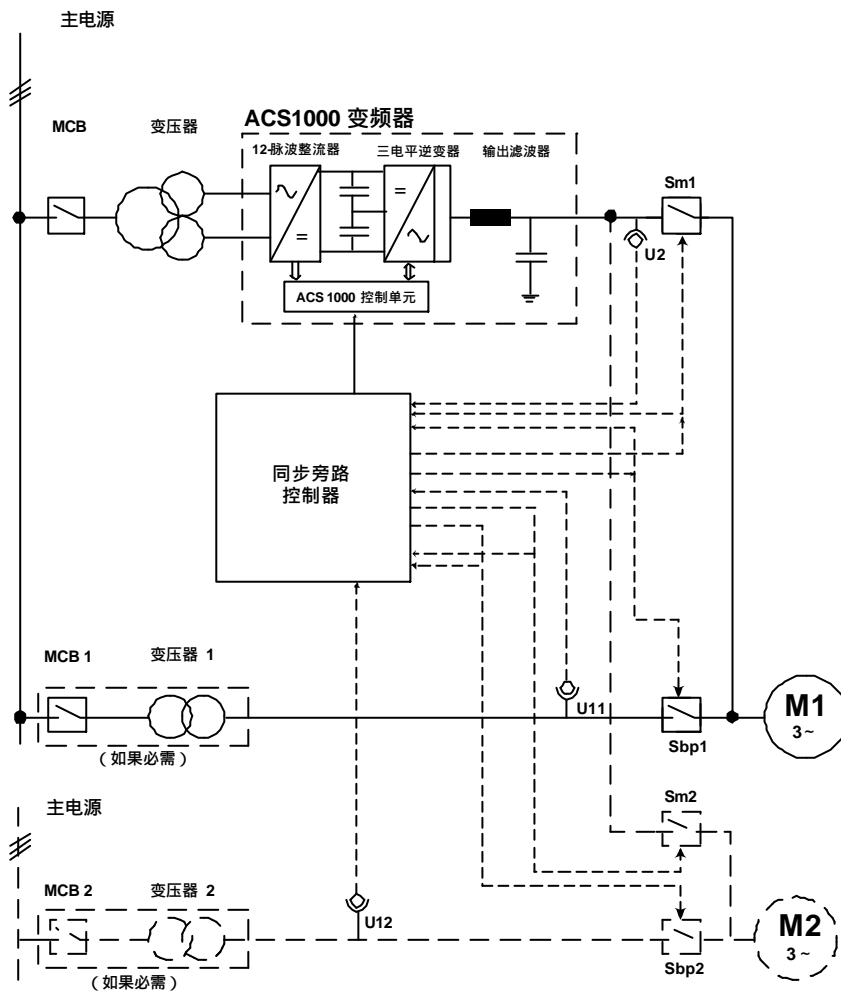 主电源
MCB
变压器
ACS1000 变频器
12-脉波整流器
三电平逆变器
输出滤波器
Sm1
=
=
U2
ACS 1000 控制单元
同步旁路
控制器
MCB 1
变压器 1
U11
M1
3~
(如果必需)
Sbp1
主电源
Sm2
MCB 2
变压器 2
U12
M2
3~
(如果必需)
Sbp2